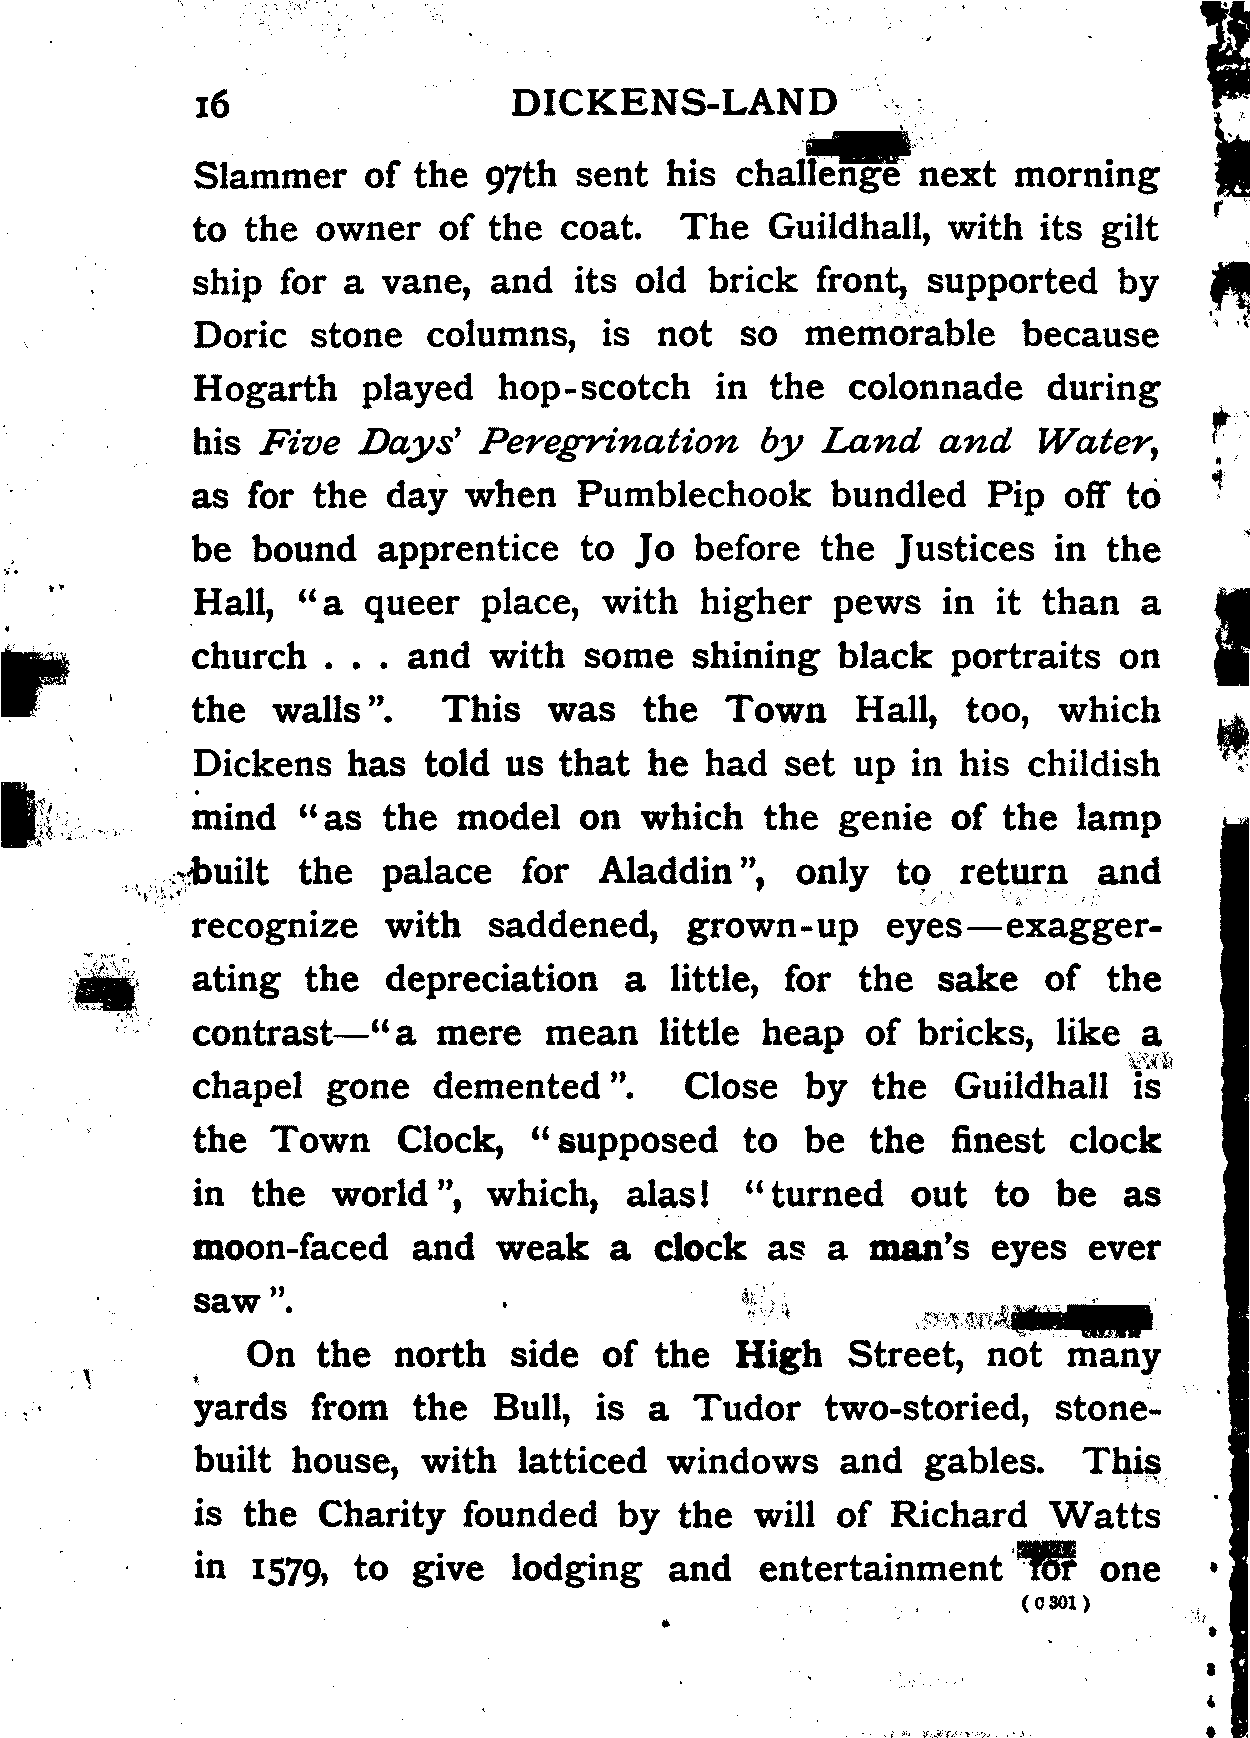 16 DICKENS-LAND
Slammer of the 97th sent his challenge next morning
to the owner of the coat. The Guildhall, with its gilt
ship for a vane, and its old brick front, supported by
Doric stone columns, is not so memorable because
Hogarth played hop-scotch in the colonnade during
his Five Days' Peregrination by Land and Water,
as for the day when Pumblechook bundled Pip off to
be bound apprentice to Jo before the Justices in the
Hall, "a queer place, with higher pews in it than a
church . . . and with some shining black portraits on
the walls". This was the Town Hall, too, which
Dickens has told us that he had set up in his childish
mind "as the model on which the genie of the lamp
built the palace for Aladdin", only to return and
recognize with saddened, grown-up eyes—exagger-
ating the depreciation a little, for the sake of the
contrast—"a mere mean little heap of bricks, like a
chapel gone demented". Close by the Guildhall is
the Town Clock, "supposed to be the finest clock
in the world", which, alas! "turned out to be as
moon-faced and weak a clock as a man's eyes ever
saw".
On the north side of the High Street, not many
yards from the Bull, is a Tudor two-storied, stone-
built house, with latticed windows and gables. This
is the Charity founded by the will of Richard Watts
in 1579, to give lodging and entertainment for one
(C 301)